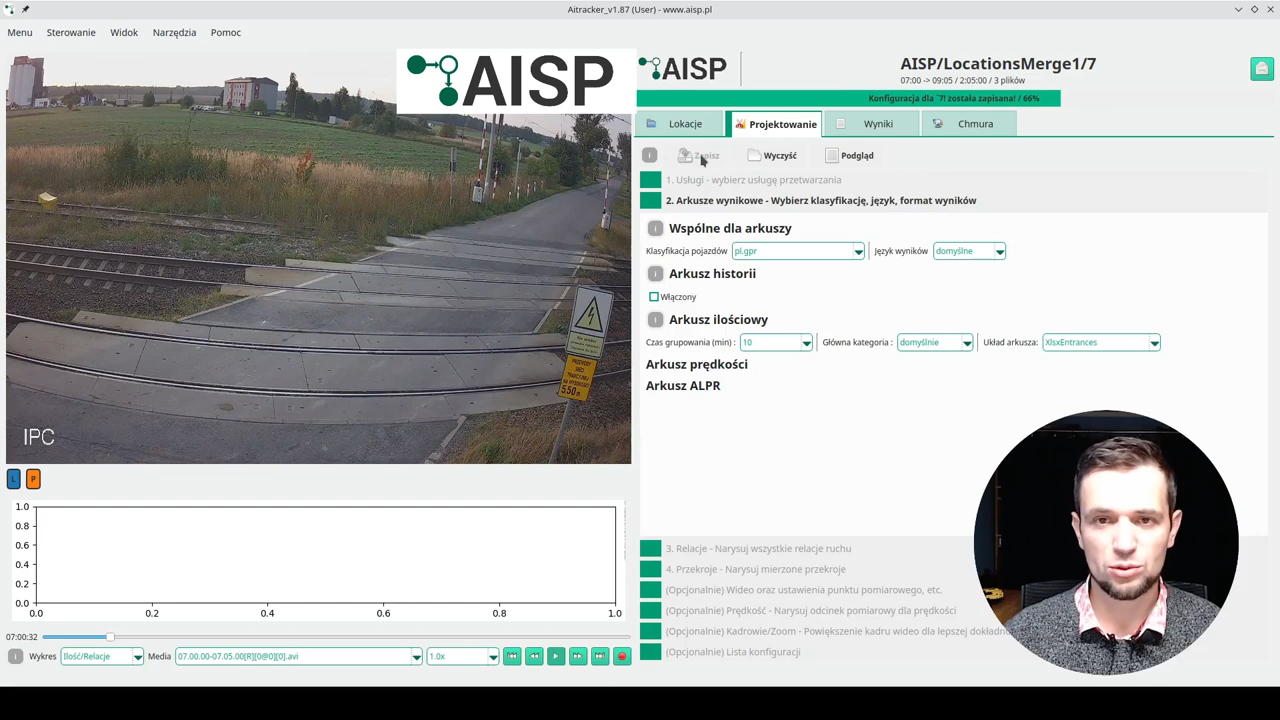 Aitracker_v1.87 (User) - www.aisp.pl
Menu Sterowanie Widok Narzędzia Pomoc
AISP
AISP
AISP/LocationsMerge1/7
07:00 -> 09:05 / 2:05:00 / 3 plików
Konfiguracja dla `7! została zapisana! / 66%
Lokacje Projektowanie Wyniki Chmura
i Zapisz Wyczyść Podgląd
1. Usługi - wybierz usługę przetwarzania
2. Arkusze wynikowe - Wybierz klasyfikację, język, format wyników
i Wspólne dla arkuszy
Klasyfikacja pojazdów pl.gpr Język wyników domyślne
i Arkusz historii
Włączony
i Arkusz ilościowy
Czas grupowania (min) : 10 Główna kategoria : domyślnie Układ arkusza: XlsxEntrances
Arkusz prędkości
Arkusz ALPR
550m
IPC
L P
1.0
0.8
0.6
0.4
0.2
0.0
0.0 0.2 0.4 0.6 0.8 1.0
3. Relacje - Narysuj wszystkie relacje ruchu
4. Przekroje - Narysuj mierzone przekroje
(Opcjonalnie) Wideo oraz ustawienia punktu pomiarowego, etc.
(Opcjonalnie) Prędkość - Narysuj odcinek pomiarowy dla prędkości
(Opcjonalnie) Kadrowie/Zoom - Powiększenie kadru wideo dla lepszej
(Opcjonalnie) Lista konfiguracji
07:00:32
i Wykres Ilość/Relacje Media 07.00.00-07.05.00[R][0@0][0].avi 1.0x